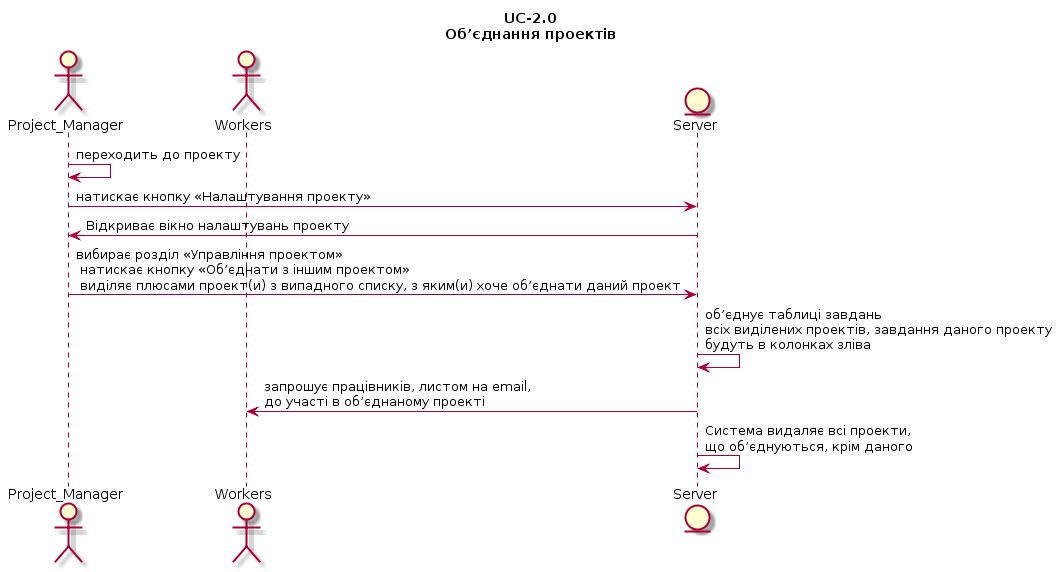 UC-2.0
Об’єднання проектів
Project_Manager
Workers
Server
переходить до проекту
натискає кнопку «Налаштування проекту»
Відкриває вікно налаштувань проекту
вибирає розділ «Управління проектом»
натискає кнопку «Об’єднати з іншим проектом»
виділяє плюсами проект(и) з випадного списку, з яким(и) хоче об’єднати даний проект
об’єднує таблиці завдань
всіх виділених проектів, завдання даного проекту
будуть в колонках зліва
запрошує працівників, листом на email,
до участі в об’єднаному проекті
Система видаляє всі проекти,
що об’єднуються, крім даного
Project_Manager
Workers
Server